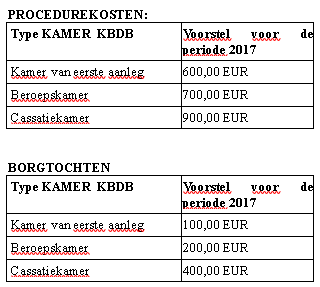 PROCEDUREKOSTEN:
Type KAMER KBDB Voorstel voor de
periode 2017
Kamer van eerste aanleg 600,00 EUR
Beroepskamer 700,00 EUR
Cassatiekamer 900,00 EUR
BORGTOCHTEN
Type KAMER KBDB Voorstel voor de
periode 2017
Kamer van eerste aanleg 100,00 EUR
Beroepskamer 200,00 EUR
Cassatiekamer 400,00 EUR